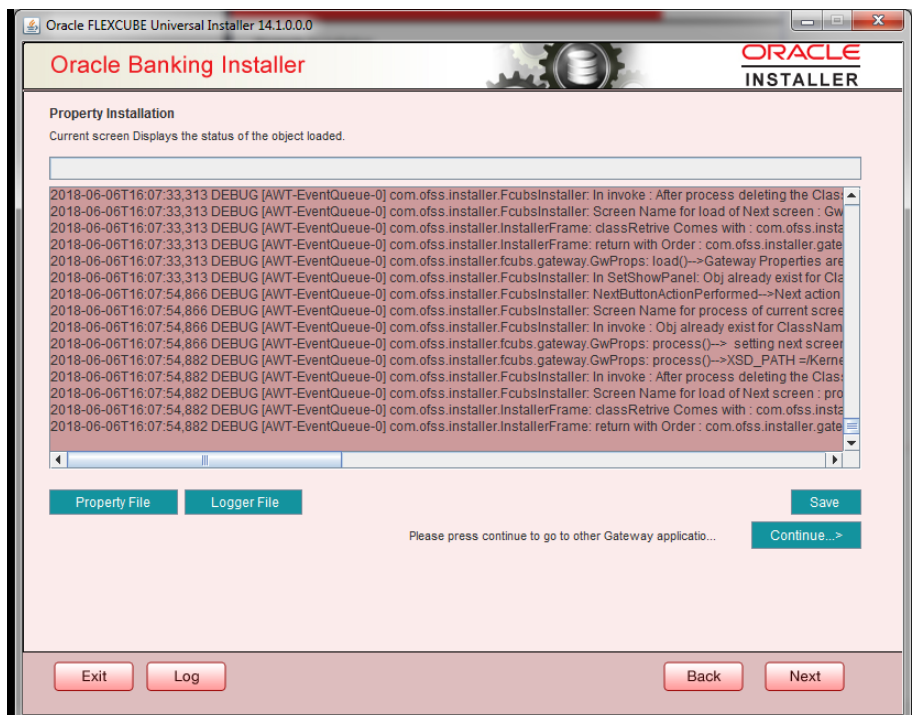 Oracle FLEXCUBE Universal Installer 14.1.0.0.0
Oracle Banking Installer
ORACLE
INSTALLER
Property Installation
Current screen Displays the status of the object loaded.
2018-06-06T16:07:33,313 DEBUG [AWT-EventQueue-0] com.ofss.installer.FcubsInstaller: In invoke : After process deleting the Clas
2018-06-06T16:07:33,313 DEBUG [AWT-EventQueue-0] com.ofss.installer.FcubsInstaller: Screen Name for load of Next screen : Gw
2018-06-06T16:07:33,313 DEBUG [AWT-EventQueue-0] com.ofss.installer.InstallerFrame: classRetrive Comes with : com.ofss.insta
2018-06-06T16:07:33,313 DEBUG [AWT-EventQueue-0] com.ofss.installer.InstallerFrame: return with Order : com.ofss.installer.gate
2018-06-06T16:07:33,313 DEBUG [AWT-EventQueue-0] com.ofss.installer.fcubs.gateway.GwProps: load()-->Gateway Properties are
2018-06-06T16:07:33,313 DEBUG [AWT-EventQueue-0] com.ofss.installer.FcubsInstaller: In SetShowPanel: Obj already exist for Cla
2018-06-06T16:07:54,866 DEBUG [AWT-EventQueue-0] com.ofss.installer.FcubsInstaller: NextButtonActionPerformed-->Next action
2018-06-06T16:07:54,866 DEBUG [AWT-EventQueue-0] com.ofss.installer.FcubsInstaller: Screen Name for process of current scree
2018-06-06T16:07:54,866 DEBUG [AWT-EventQueue-0] com.ofss.installer.FcubsInstaller: In invoke : Obj already exist for ClassNam
2018-06-06T16:07:54,866 DEBUG [AWT-EventQueue-0] com.ofss.installer.fcubs.gateway.GwProps: process()--> setting next screen
2018-06-06T16:07:54,882 DEBUG [AWT-EventQueue-0] com.ofss.installer.fcubs.gateway.GwProps: process()-->XSD_PATH =/Kerne
2018-06-06T16:07:54,882 DEBUG [AWT-EventQueue-0] com.ofss.installer.FcubsInstaller: In invoke : After process deleting the Clas
2018-06-06T16:07:54,882 DEBUG [AWT-EventQueue-0] com.ofss.installer.FcubsInstaller: Screen Name for load of Next screen : pro
2018-06-06T16:07:54,882 DEBUG [AWT-EventQueue-0] com.ofss.installer.InstallerFrame: classRetrive Comes with : com.ofss.insta
2018-06-06T16:07:54,882 DEBUG [AWT-EventQueue-0] com.ofss.installer.InstallerFrame: return with Order : com.ofss.installer.gate
Property File Logger File Save
Please press continue to go to other Gateway applicatio... Continue...>
Exit Log Back Next